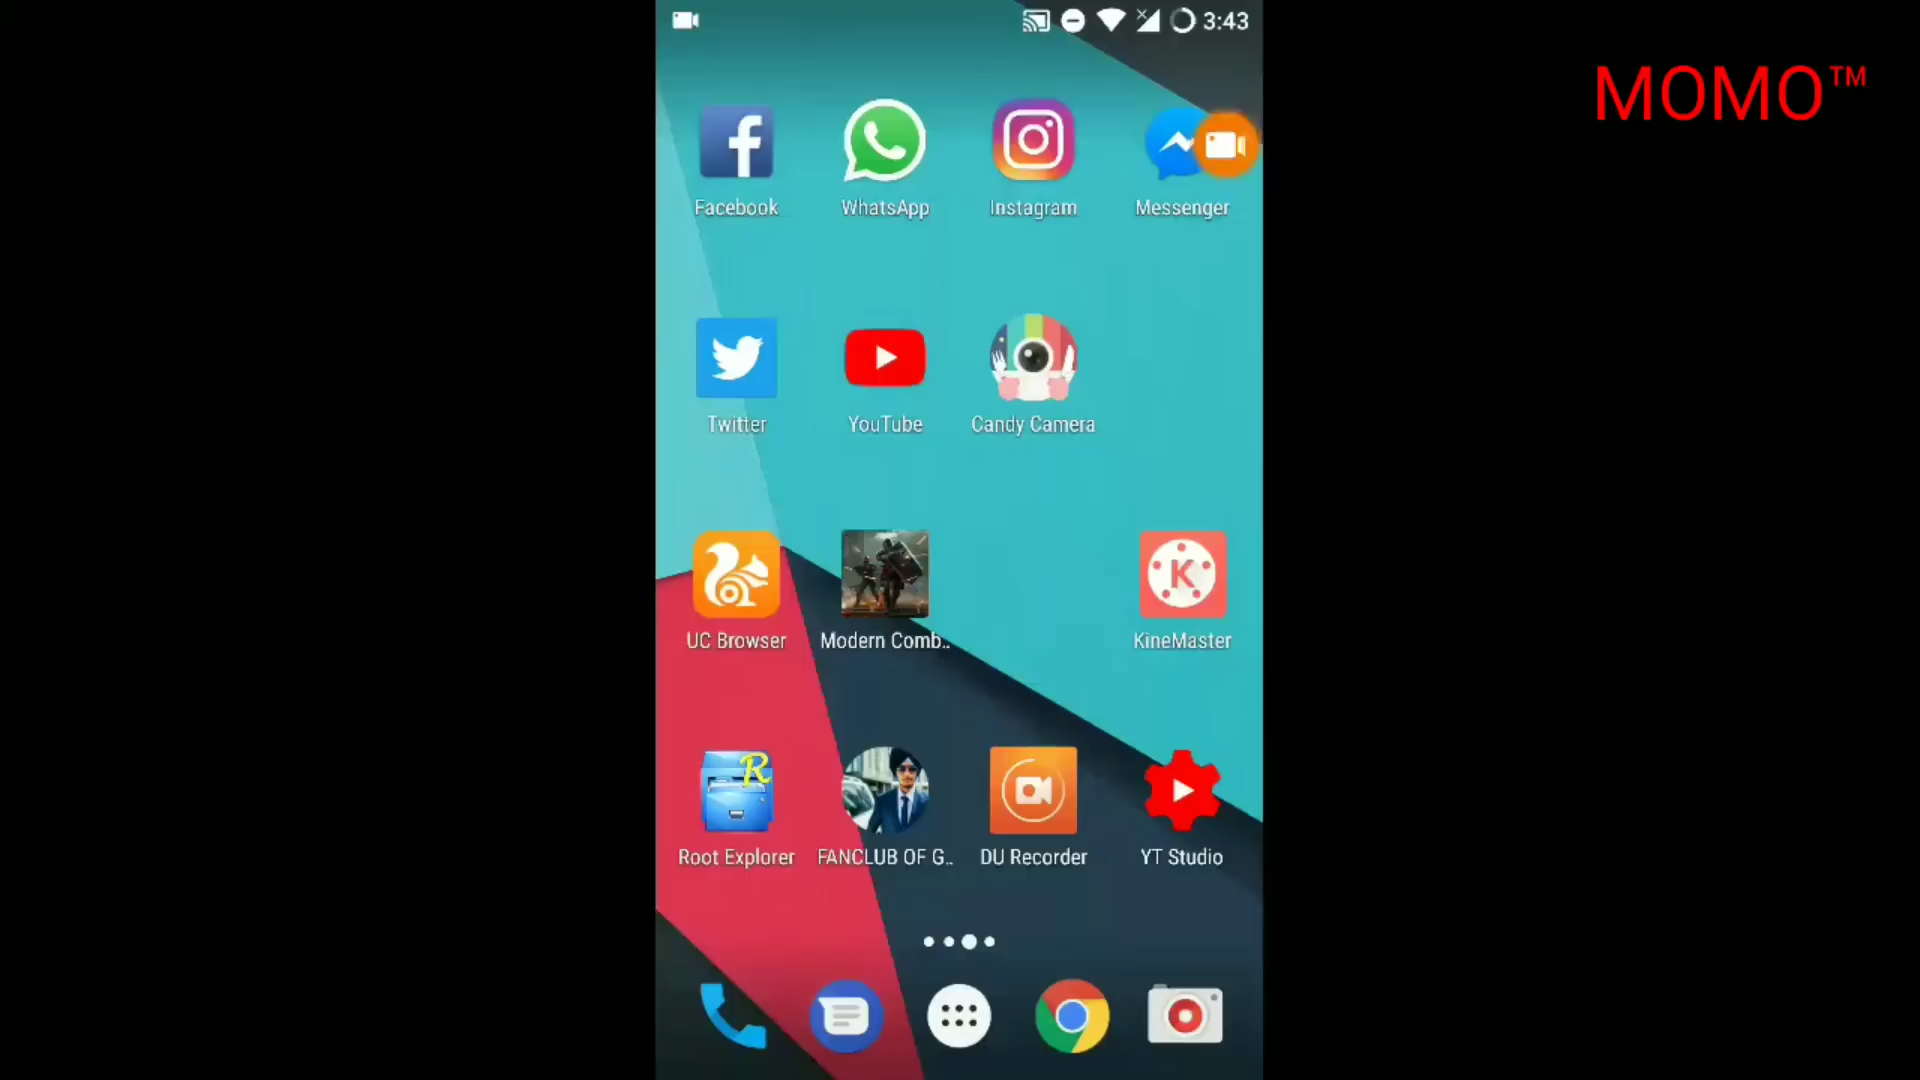 3:43
MOMO™
Facebook
WhatsApp
Instagram
Messenger
Twitter
YouTube
Candy Camera
UC Browser
Modern Comb..
K
KineMaster
R
Root Explorer
FANCLUB OF G..
DU Recorder
YT Studio